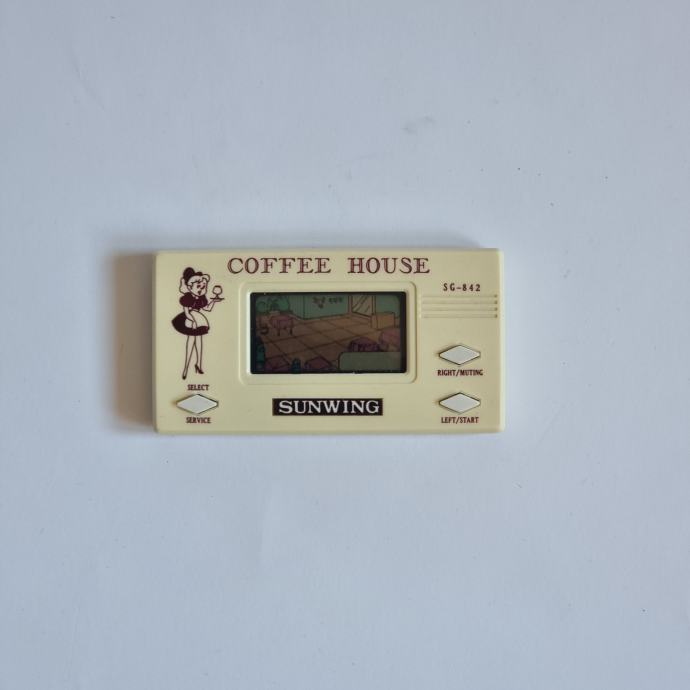 COFFEE HOUSE
SG-842
RIGHT/MUTING
SELECT
SERVICE
SUNWING
LEFT/START